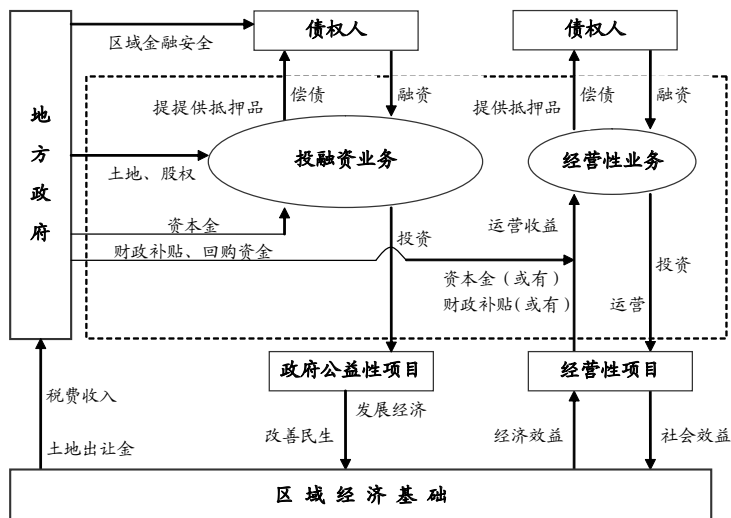 债权人
债权人
区域金融安全
偿债
融资
偿债
融资
提提供抵押品
提供抵押品
地方政府
投融资业务
经营性业务
土地、股权
资本金
运营收益
投资
财政补贴、回购资金
投资
资本金（或有）
财政补贴(或有）
运营
政府公益性项目
经营性项目
税费收入
发展经济
改善民生
经济效益
社会效益
土地出让金
区域经济基础